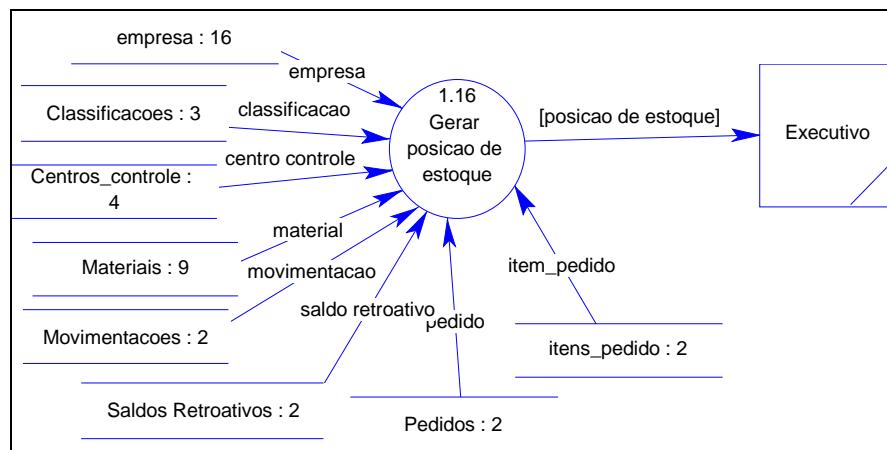 empresa : 16
empresa
Classificacoes : 3
classificacao
Centros_controle :
4
centro controle
Materiais : 9
material
Movimentacoes : 2
movimentacao
Saldos Retroativos : 2
saldo retroativo
Pedidos : 2
pedido
itens_pedido : 2
item_pedido
1.16
Gerar
posicao de
estoque
[posicao de estoque]
Executivo